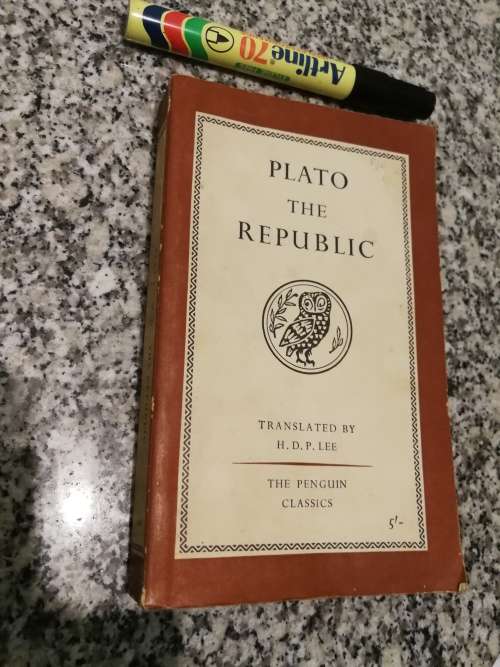 Artline 70
PLATO
THE
REPUBLIC
TRANSLATED BY
H. D. P. LEE
THE PENGUIN
CLASSICS
5/-